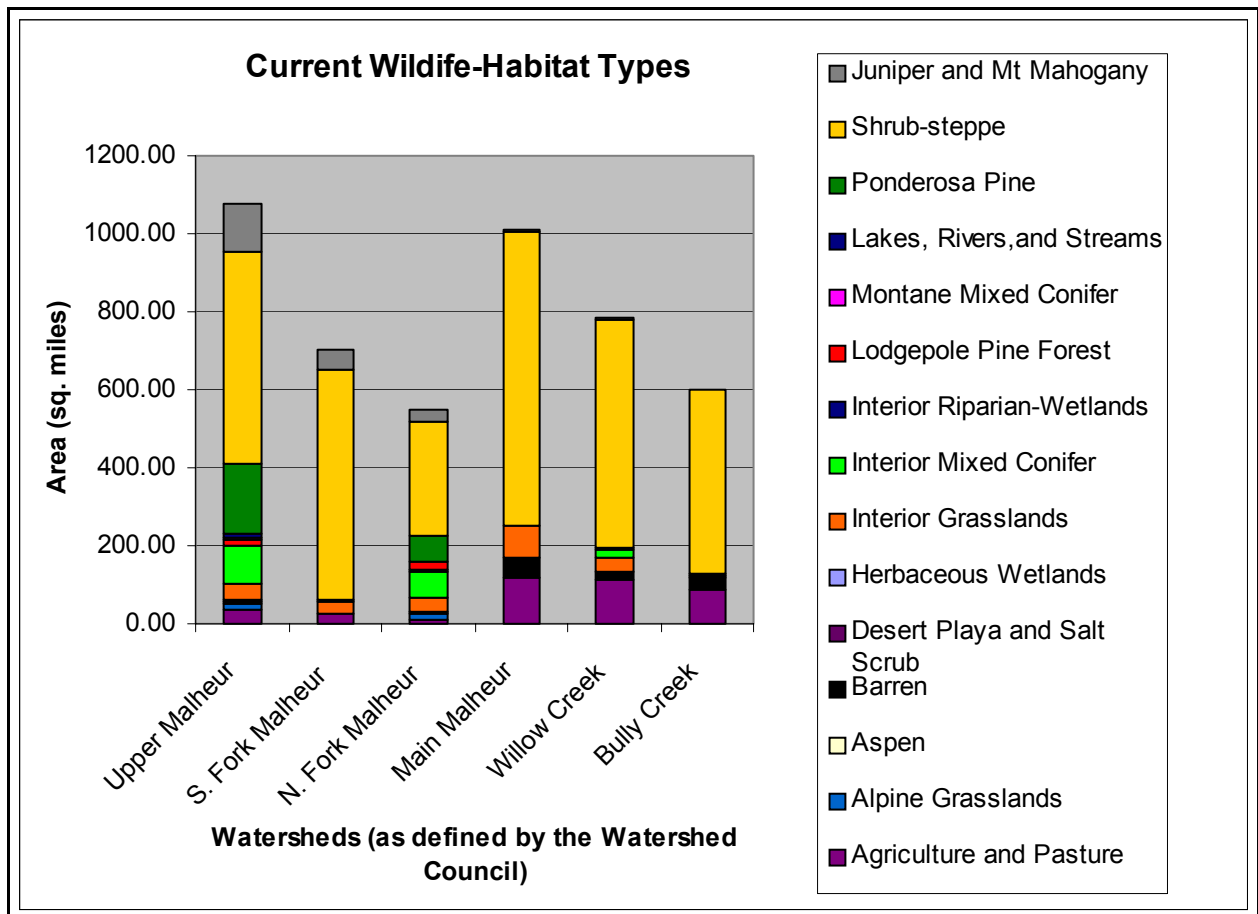 Current Wildife-Habitat Types
Area (sq. miles)
1200.00
1000.00
800.00
600.00
400.00
200.00
0.00
Upper Malheur
S. Fork Malheur
N. Fork Malheur
Main Malheur
Willow Creek
Bully Creek
Watersheds (as defined by the Watershed
Council)
Juniper and Mt Mahogany
Shrub-steppe
Ponderosa Pine
Lakes, Rivers,and Streams
Montane Mixed Conifer
Lodgepole Pine Forest
Interior Riparian-Wetlands
Interior Mixed Conifer
Interior Grasslands
Herbaceous Wetlands
Desert Playa and Salt
Scrub
Barren
Aspen
Alpine Grasslands
Agriculture and Pasture